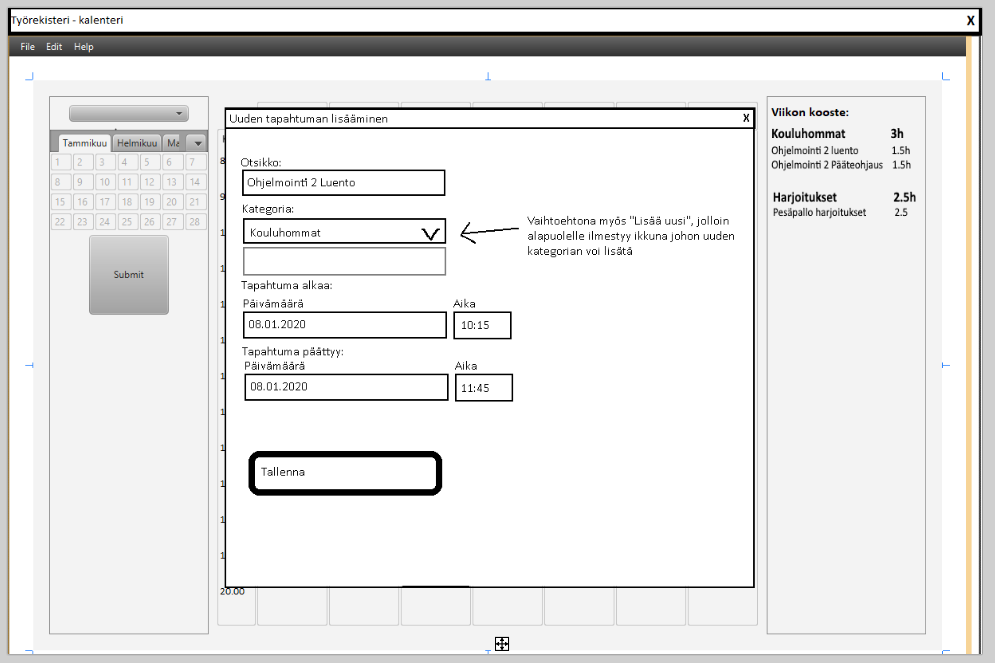 Työrekisteri - kalenteri X
File Edit Help
Tammikuu Helmikuu Ma
1 2 3 4 5 6 7
8 9 10 11 12 13 14
15 16 17 18 19 20 21
22 23 24 25 26 27 28
Submit
8
9
1
1
1
1
1
1
1
1
1
1
20.00
Uuden tapahtuman lisääminen X
Otsikko:
Ohjelmointi 2 Luento
Kategoria:
Kouluhommat
Vaihtoehtona myös "Lisää uusi", jolloin
alapuolelle ilmestyy ikkuna johon uuden
kategorian voi lisätä
Tapahtuma alkaa:
Päivämäärä Aika
08.01.2020 10:15
Tapahtuma päättyy:
Päivämäärä Aika
08.01.2020 11:45
Tallenna
Viikon kooste:
Kouluhommat 3h
Ohjelmointi 2 luento 1.5h
Ohjelmointi 2 Pääteohjaus 1.5h
Harjoitukset 2.5h
Pesäpallo harjoitukset 2.5